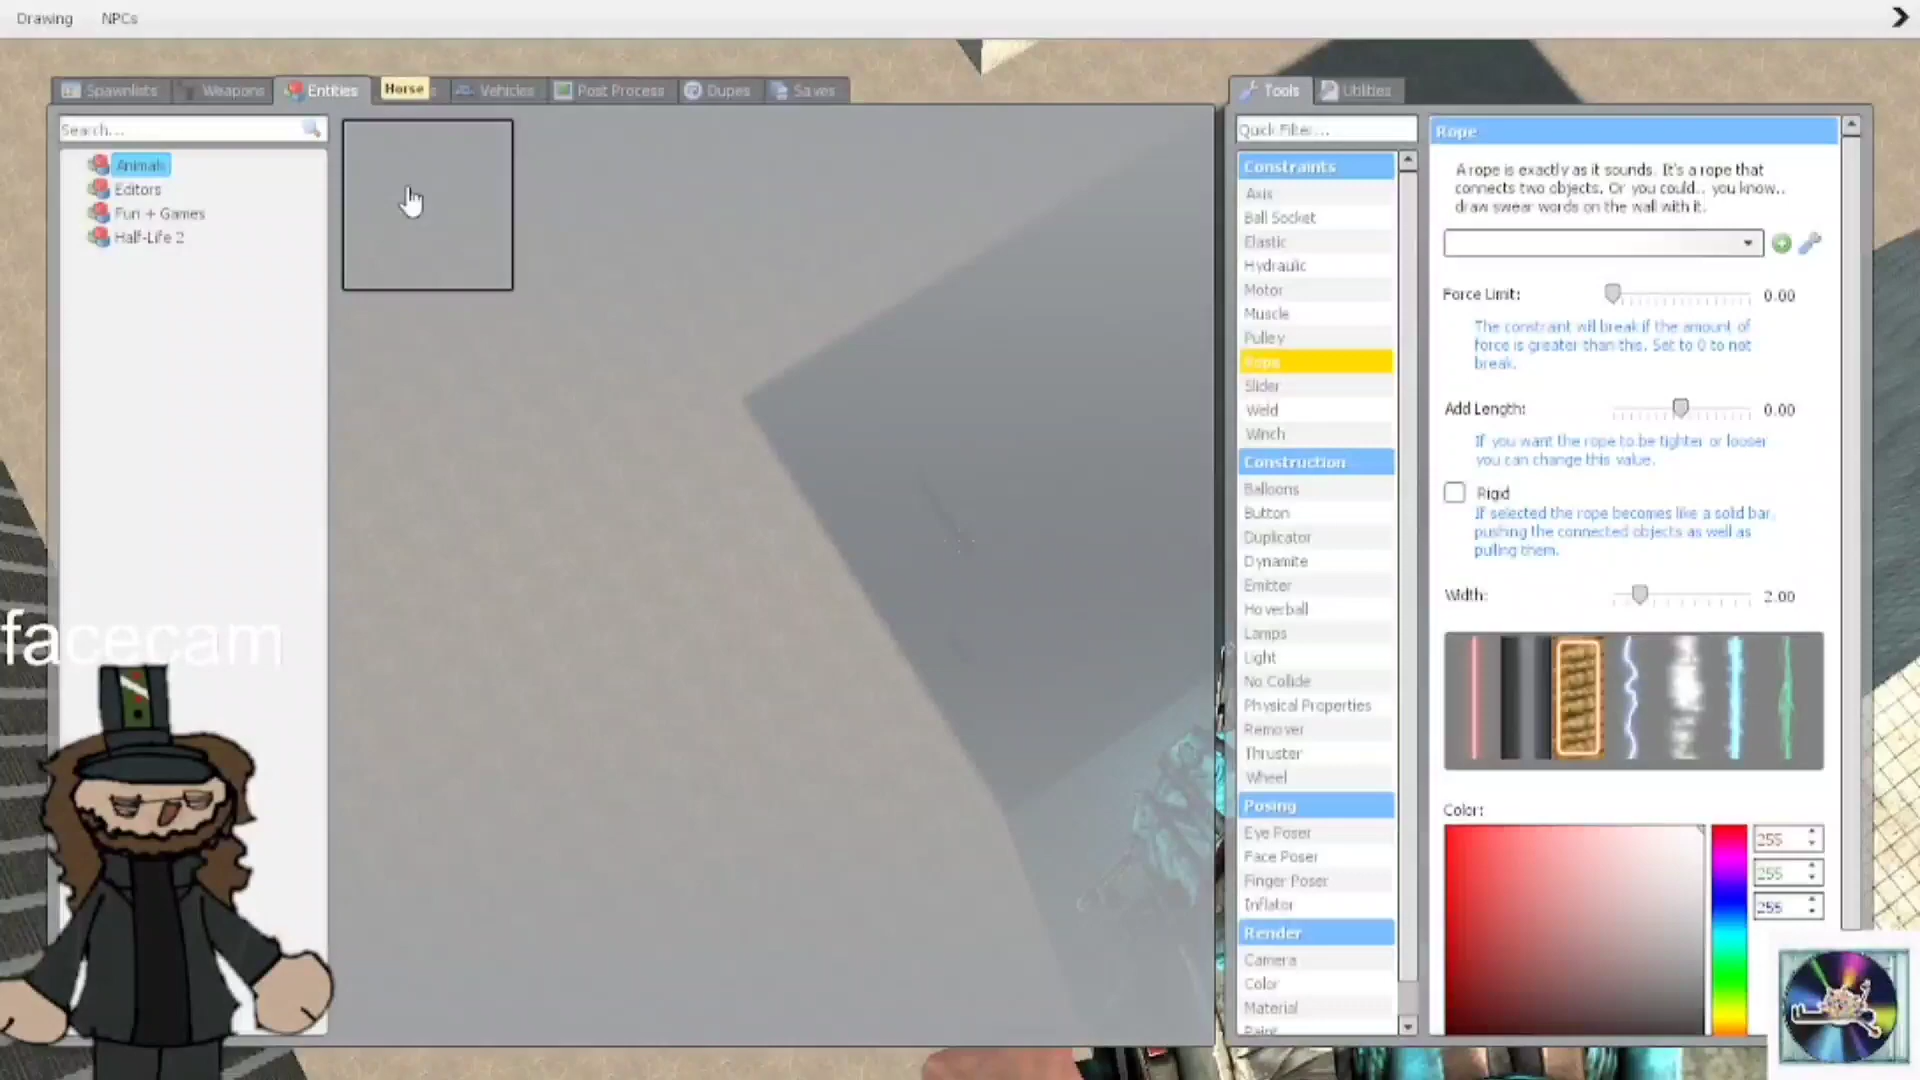 Drawing NPCs
Spawnlists Weapons Entities Horse Vehicles Post Process Dupes Saves
Search...
Animals
Editors
Fun + Games
Half-Life 2
facecam
Tools Utilities
Quick Filter...
Constraints
Axis
Ball Socket
Elastic
Hydraulic
Motor
Muscle
Pulley
Rope
Slider
Weld
Winch
Construction
Balloons
Button
Duplicator
Dynamite
Emitter
Hoverball
Lamps
Light
No Collide
Physical Properties
Remover
Thruster
Wheel
Posing
Eye Poser
Face Poser
Finger Poser
Inflator
Render
Camera
Color
Material
Paint
Rope
A rope is exactly as it sounds. It's a rope that
connects two objects. Or you could.. you know..
draw swear words on the wall with it.
Force Limit: 0.00
The constraint will break if the amount of
force is greater than this. Set to 0 to not
break.
Add Length: 0.00
If you want the rope to be tighter or looser
you can change this value.
Rigid
If selected the rope becomes like a solid bar,
pushing the connected objects as well as
pulling them.
Width: 2.00
Color:
255
255
255